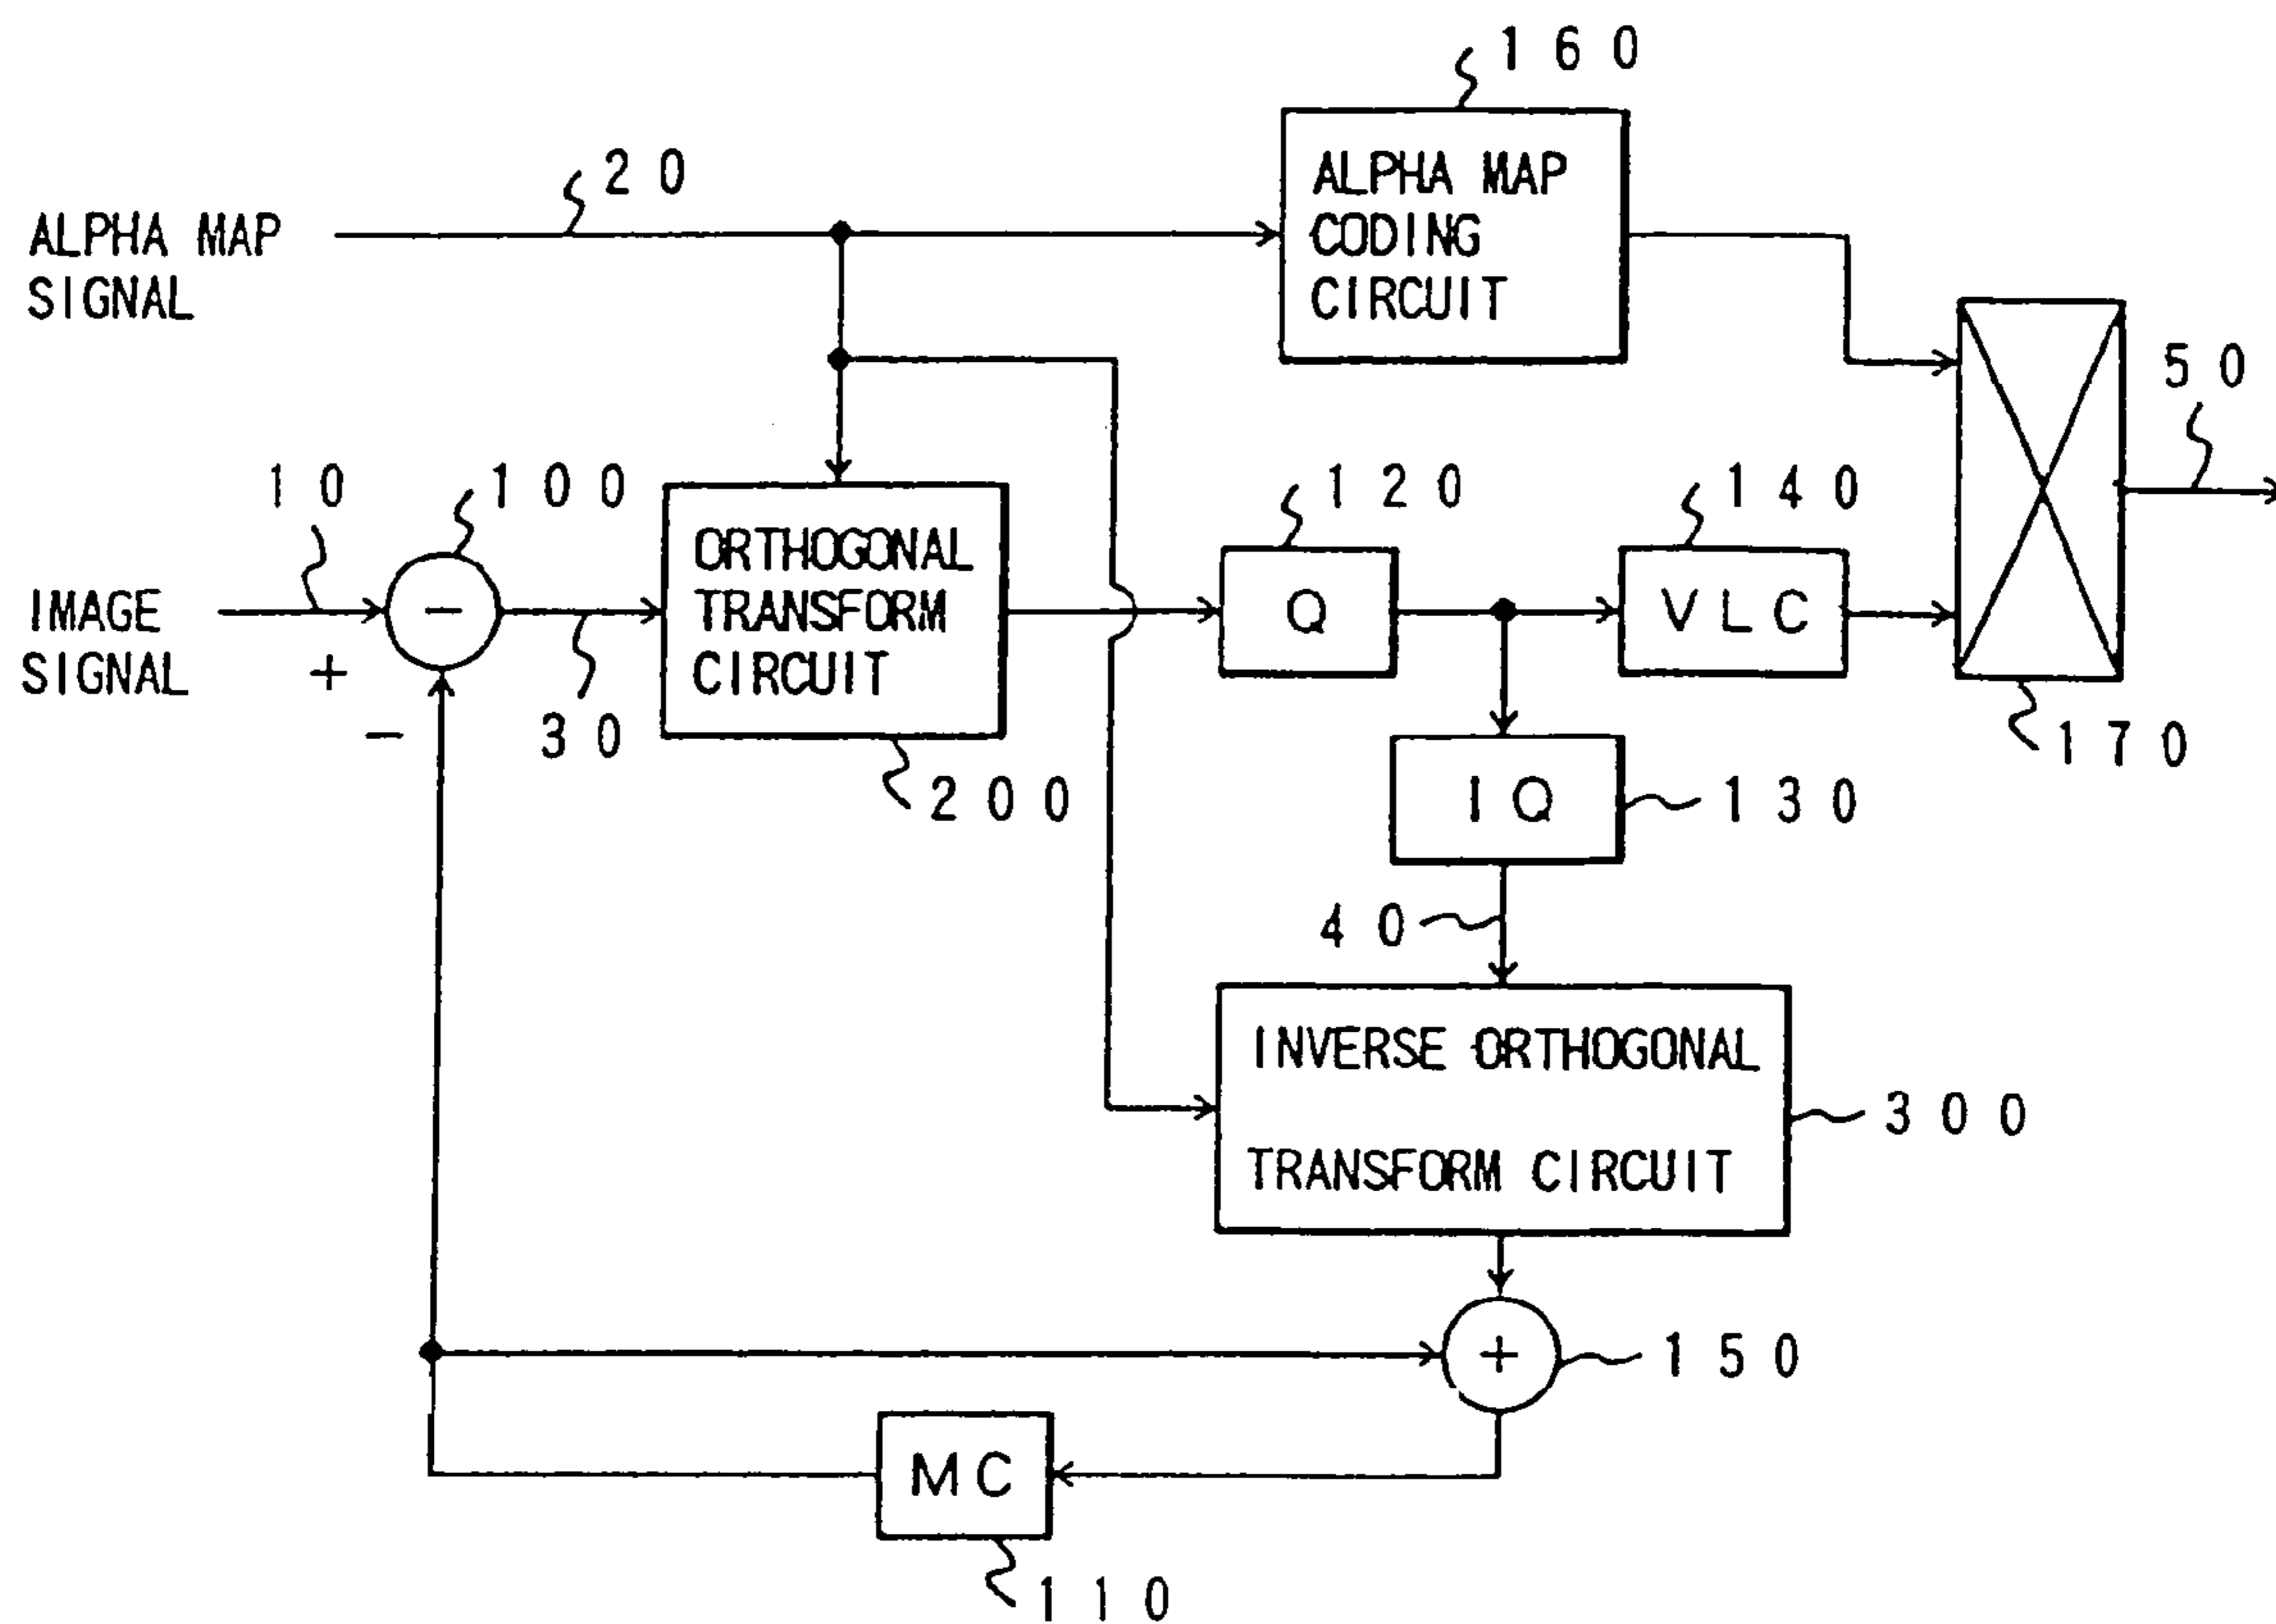 160
20
ALPHA MAP
SIGNAL
ALPHA MAP
CODING
CIRCUIT
50
10
100
120
140
IMAGE
SIGNAL
+
-
-
30
ORTHOGONAL
TRANSFORM
CIRCUIT
200
Q
VLC
170
IQ
130
40
INVERSE ORTHOGONAL
TRANSFORM CIRCUIT
300
+
150
MC
110